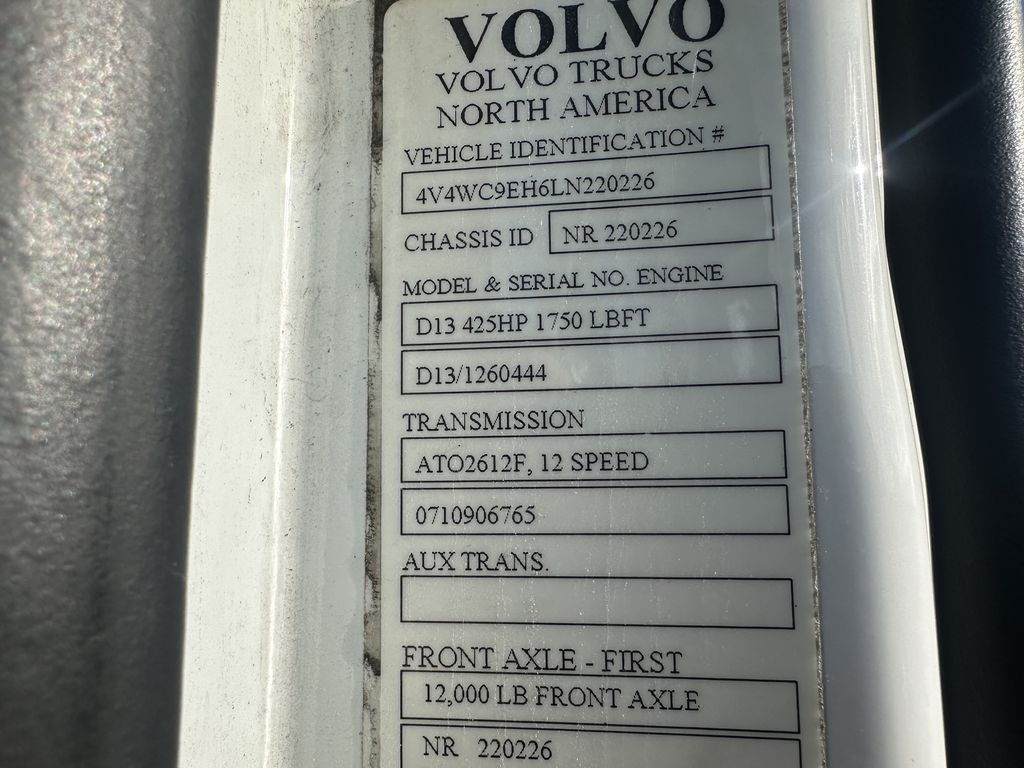 VOLVO
VOLVO TRUCKS
NORTH AMERICA
VEHICLE IDENTIFICATION #
4V4WC9EH6LN220226
CHASSIS ID NR 220226
MODEL & SERIAL NO. ENGINE
D13 425HP 1750 LBFT
D13/1260444
TRANSMISSION
ATO2612F, 12 SPEED
0710906765
AUX TRANS.
FRONT AXLE - FIRST
12,000 LB FRONT AXLE
NR 220226